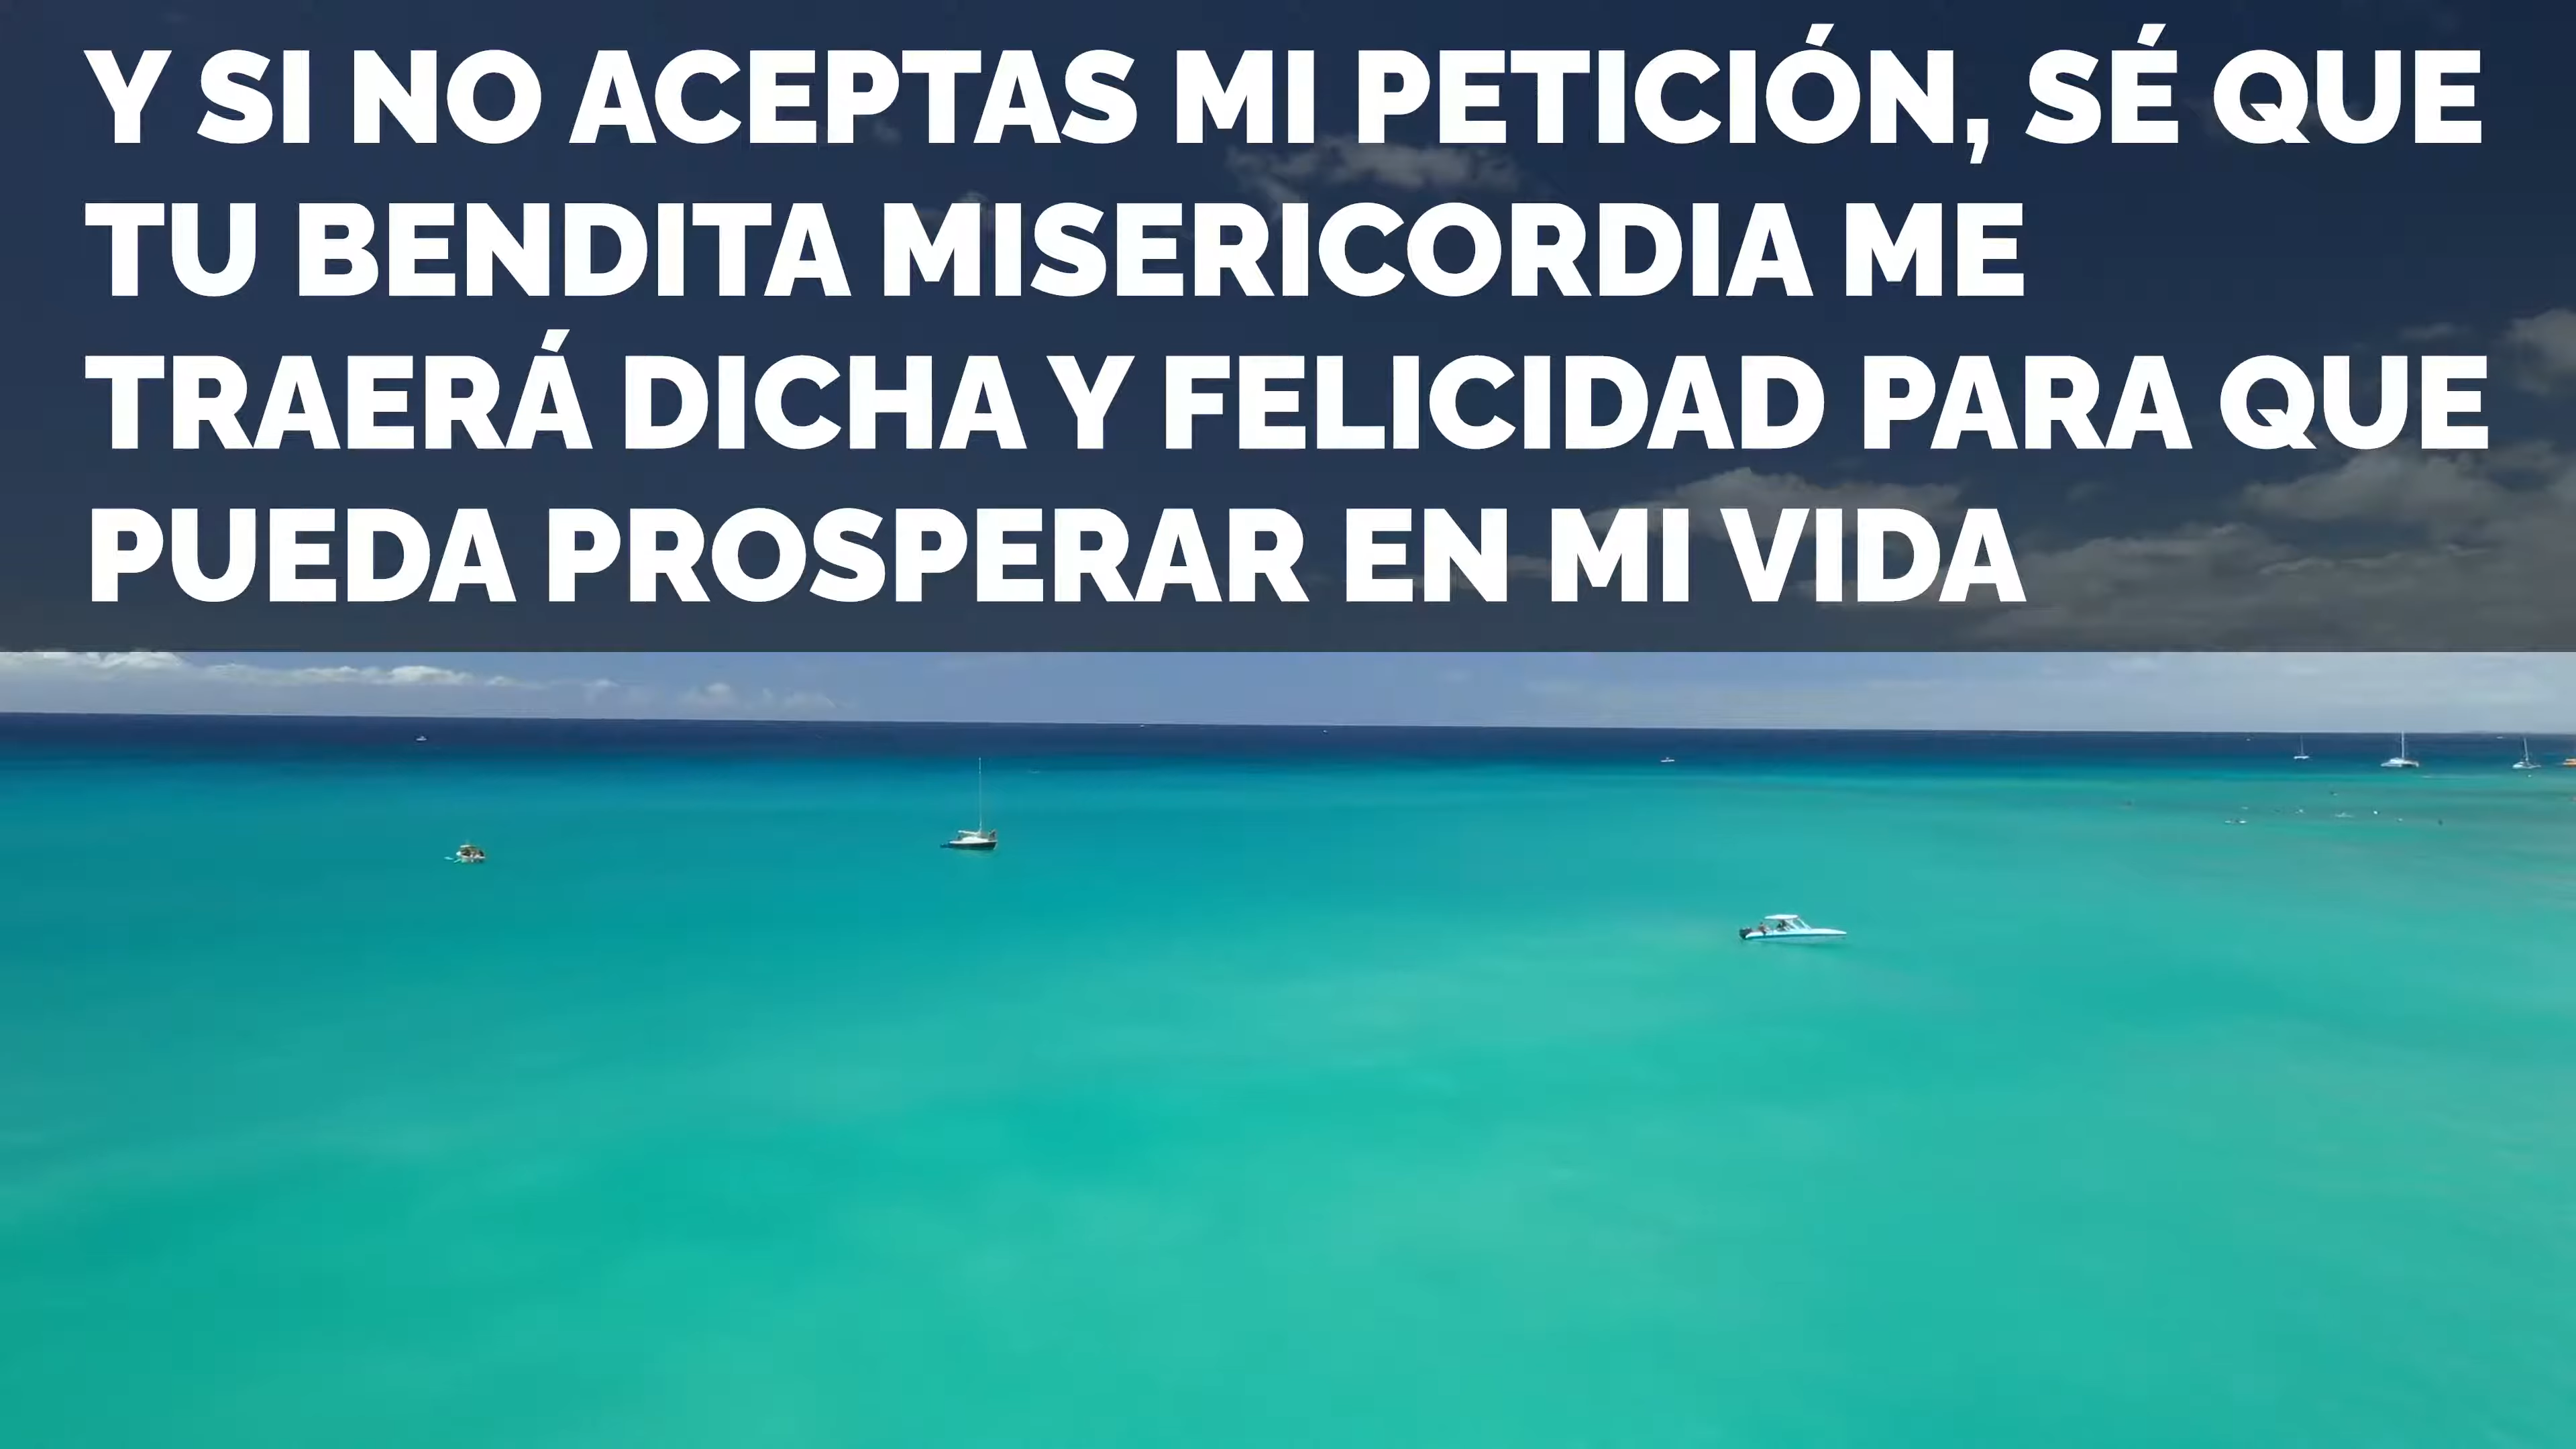 Y SI NO ACEPTAS MI PETICIÓN, SÉ QUE
TU BENDITA MISERICORDIA ME
TRAERÁ DICHA Y FELICIDAD PARA QUE
PUEDA PROSPERAR EN MI VIDA